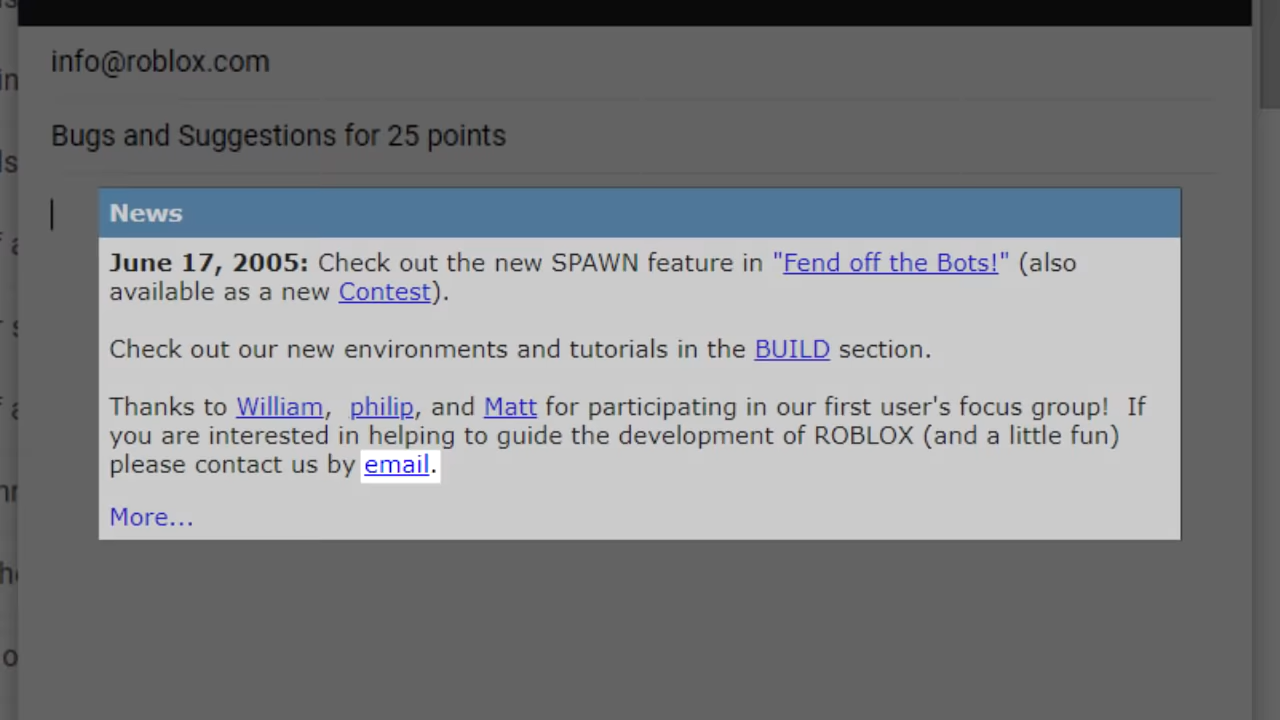 info@roblox.com
Bugs and Suggestions for 25 points
News
June 17, 2005: Check out the new SPAWN feature in "Fend off the Bots!" (also
available as a new Contest).
Check out our new environments and tutorials in the BUILD section.
Thanks to William,  philip, and Matt for participating in our first user's focus group!  If
you are interested in helping to guide the development of ROBLOX (and a little fun)
please contact us by email.
More...